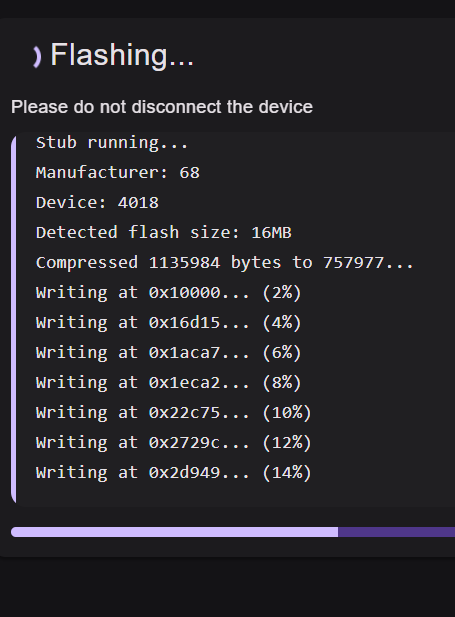 Flashing...
Please do not disconnect the device
Stub running...
Manufacturer: 68
Device: 4018
Detected flash size: 16MB
Compressed 1135984 bytes to 757977...
Writing at 0x10000... (2%)
Writing at 0x16d15... (4%)
Writing at 0x1aca7... (6%)
Writing at 0x1eca2... (8%)
Writing at 0x22c75... (10%)
Writing at 0x2729c... (12%)
Writing at 0x2d949... (14%)